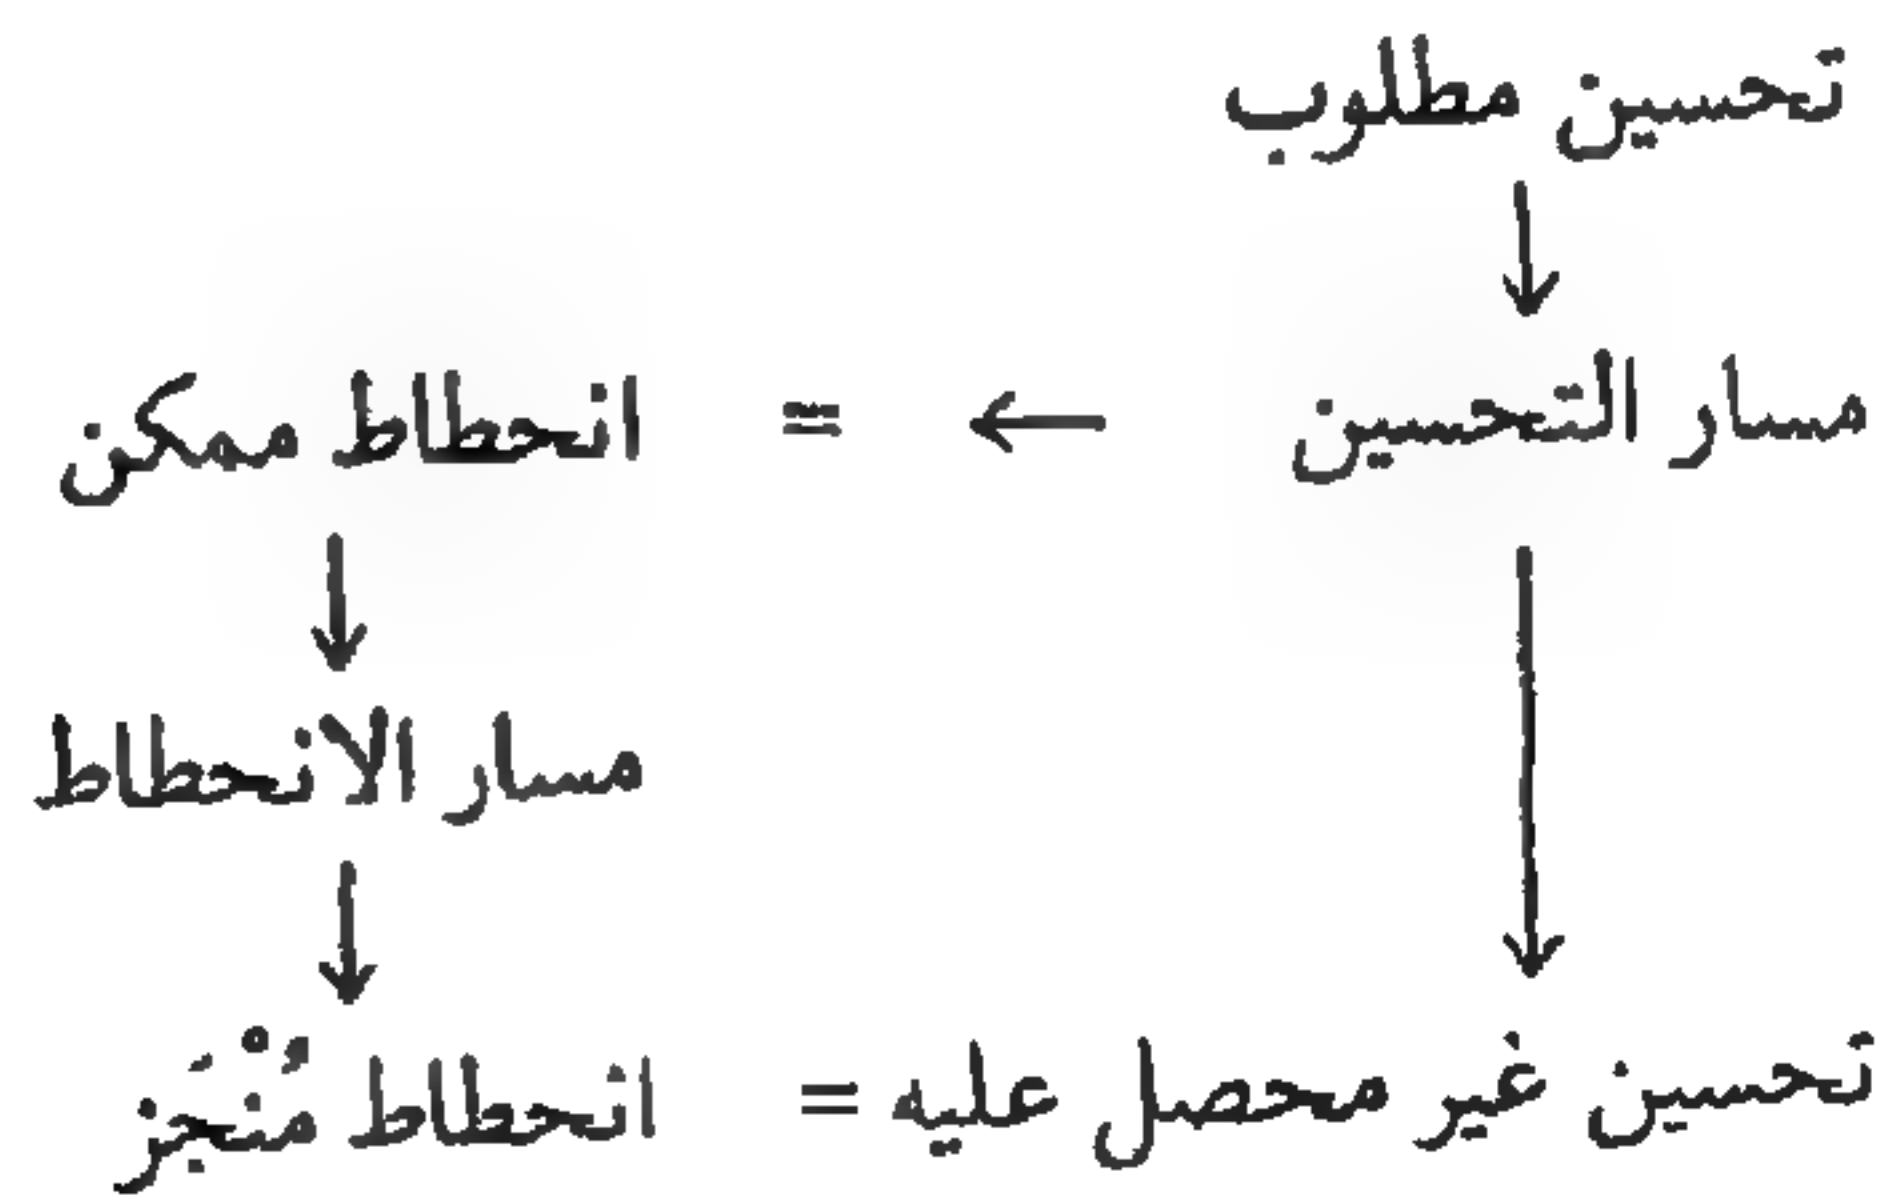 تحسين مطلوب
↓
مسار التحسين ← = انحطاط ممكن
↓
مسار الانحطاط
↓
تحسين غير محصل عليه = انحطاط مُنْجَز